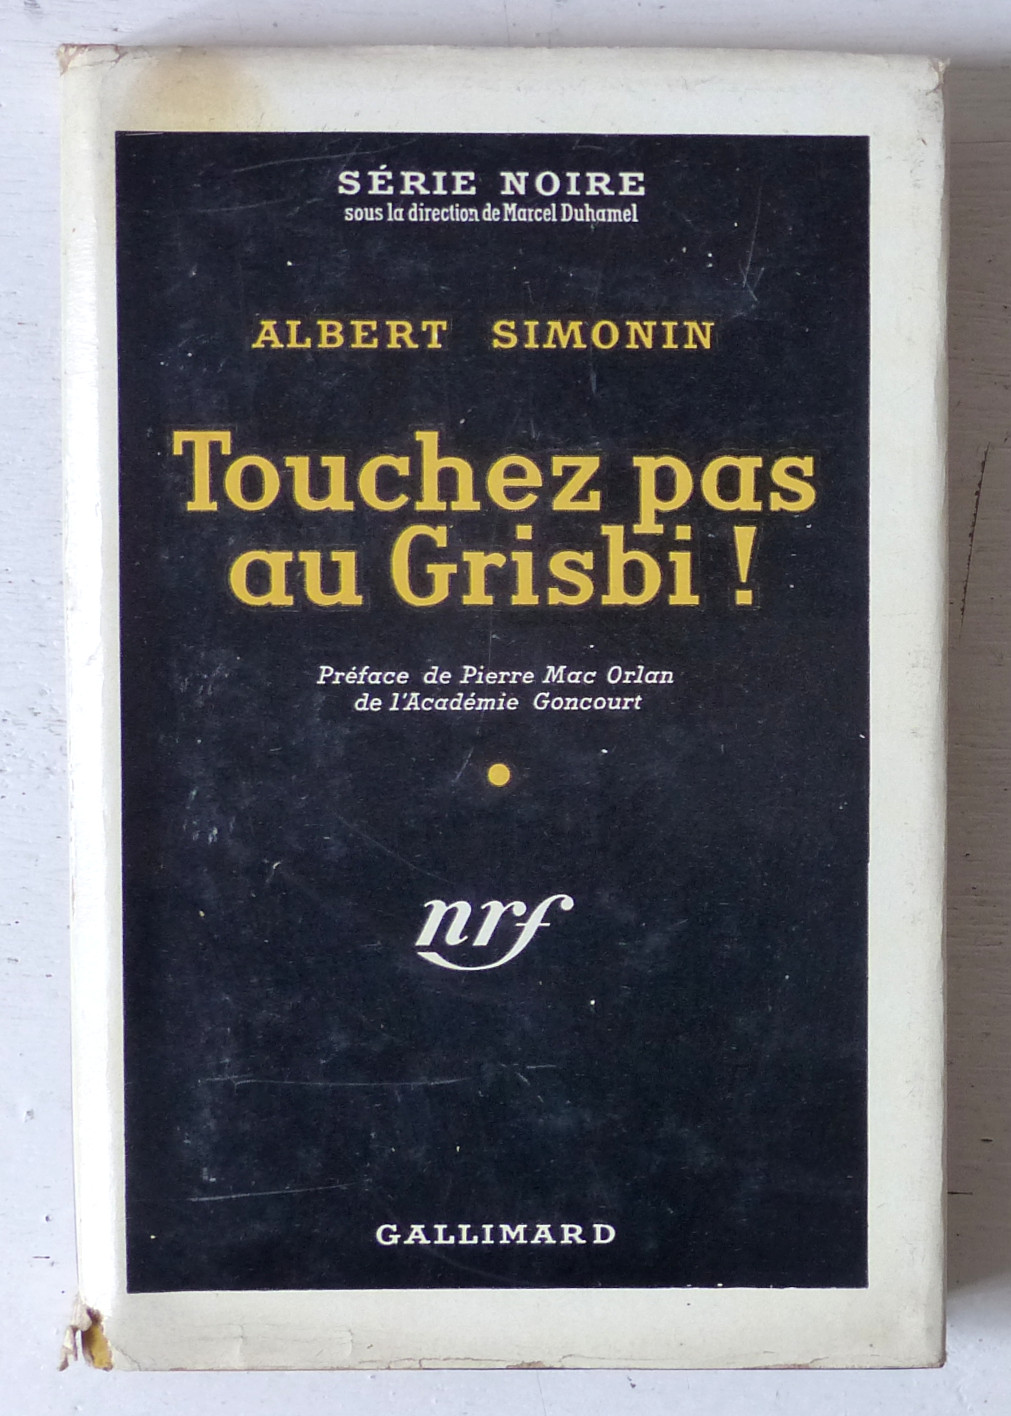 SÉRIE NOIRE
sous la direction de Marcel Duhamel
ALBERT SIMONIN
Touchez pas
au Grisbi !
Préface de Pierre Mac Orlan
de l'Académie Goncourt
nrf
GALLIMARD